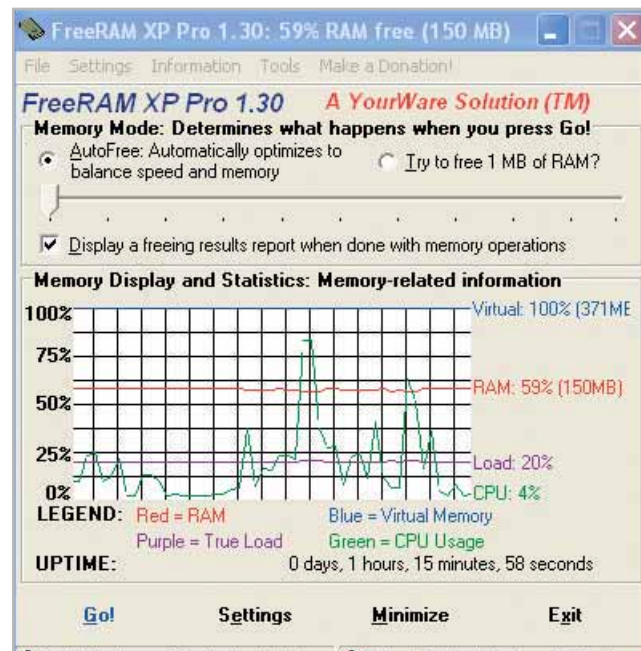 FreeRAM XP Pro 1.30: 59% RAM free (150 MB)
File Settings Information Tools Make a Donation!
FreeRAM XP Pro 1.30 A YourWare Solution (TM)
Memory Mode: Determines what happens when you press Go!
AutoFree: Automatically optimizes to balance speed and memory
Try to free 1 MB of RAM?
Display a freeing results report when done with memory operations
Memory Display and Statistics: Memory-related information
100% Virtual: 100% (371ME
75%
RAM: 59% (150MB)
50%
25%
Load: 20%
0% CPU: 4%
LEGEND: Red = RAM Blue = Virtual Memory
Purple = True Load Green = CPU Usage
UPTIME: 0 days, 1 hours, 15 minutes, 58 seconds
Go! Settings Minimize Exit